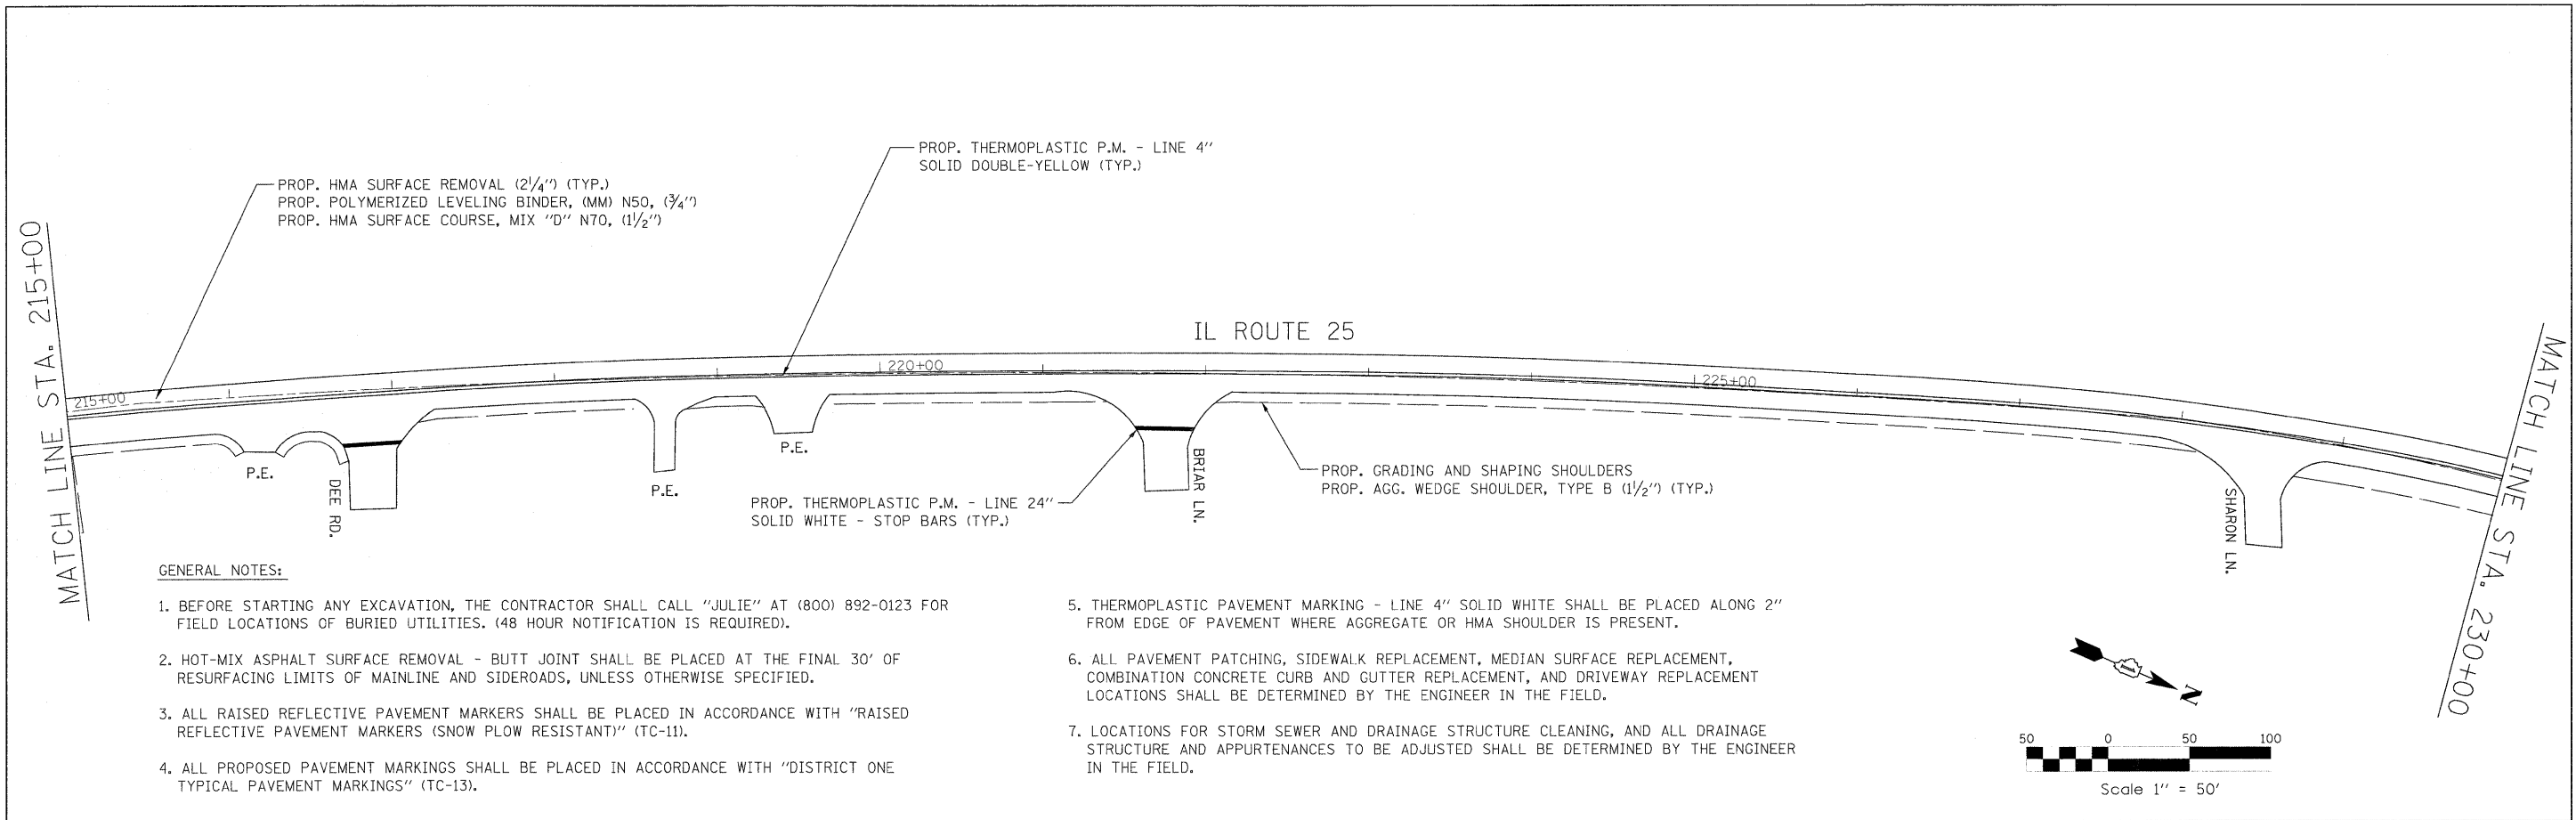 PROP. THERMOPLASTIC P.M. - LINE 4"
SOLID DOUBLE-YELLOW (TYP.)
PROP. HMA SURFACE REMOVAL (2 1/4") (TYP.)
PROP. POLYMERIZED LEVELING BINDER, (MM) N50, (3/4")
PROP. HMA SURFACE COURSE, MIX "D" N70, (1 1/2")
MATCH LINE STA. 215+00
IL ROUTE 25
215+00
220+00
225+00
MATCH LINE STA. 230+00
P.E.
DEE RD.
P.E.
P.E.
PROP. THERMOPLASTIC P.M. - LINE 24"
SOLID WHITE - STOP BARS (TYP.)
BRIAR LN.
PROP. GRADING AND SHAPING SHOULDERS
PROP. AGG. WEDGE SHOULDER, TYPE B (1 1/2") (TYP.)
SHARON LN.
GENERAL NOTES:
1. BEFORE STARTING ANY EXCAVATION, THE CONTRACTOR SHALL CALL "JULIE" AT (800) 892-0123 FOR
FIELD LOCATIONS OF BURIED UTILITIES. (48 HOUR NOTIFICATION IS REQUIRED).
2. HOT-MIX ASPHALT SURFACE REMOVAL - BUTT JOINT SHALL BE PLACED AT THE FINAL 30' OF
RESURFACING LIMITS OF MAINLINE AND SIDEROADS, UNLESS OTHERWISE SPECIFIED.
3. ALL RAISED REFLECTIVE PAVEMENT MARKERS SHALL BE PLACED IN ACCORDANCE WITH "RAISED
REFLECTIVE PAVEMENT MARKERS (SNOW PLOW RESISTANT)" (TC-11).
4. ALL PROPOSED PAVEMENT MARKINGS SHALL BE PLACED IN ACCORDANCE WITH "DISTRICT ONE
TYPICAL PAVEMENT MARKINGS" (TC-13).
5. THERMOPLASTIC PAVEMENT MARKING - LINE 4" SOLID WHITE SHALL BE PLACED ALONG 2"
FROM EDGE OF PAVEMENT WHERE AGGREGATE OR HMA SHOULDER IS PRESENT.
6. ALL PAVEMENT PATCHING, SIDEWALK REPLACEMENT, MEDIAN SURFACE REPLACEMENT,
COMBINATION CONCRETE CURB AND GUTTER REPLACEMENT, AND DRIVEWAY REPLACEMENT
LOCATIONS SHALL BE DETERMINED BY THE ENGINEER IN THE FIELD.
7. LOCATIONS FOR STORM SEWER AND DRAINAGE STRUCTURE CLEANING, AND ALL DRAINAGE
STRUCTURE AND APPURTENANCES TO BE ADJUSTED SHALL BE DETERMINED BY THE ENGINEER
IN THE FIELD.
N
50 0 50 100
Scale 1" = 50'